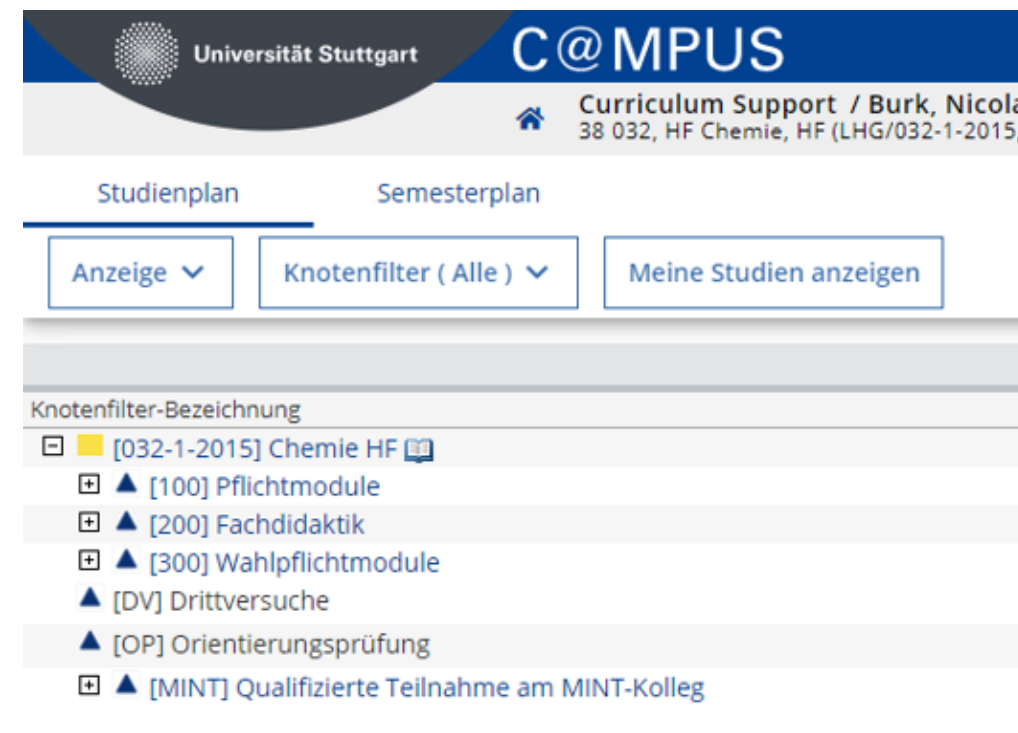 Universität Stuttgart
C@MPUS
Curriculum Support / Burk,
38 032, HF Chemie, HF (LHG/032-1-2015,
Studienplan Semesterplan
Anzeige Knotenfilter ( Alle ) Meine Studien anzeigen
Knotenfilter-Bezeichnung
[032-1-2015] Chemie HF
[100] Pflichtmodule
[200] Fachdidaktik
[300] Wahlpflichtmodule
[DV] Drittversuche
[OP] Orientierungsprüfung
[MINT] Qualifizierte Teilnahme am MINT-Kolleg